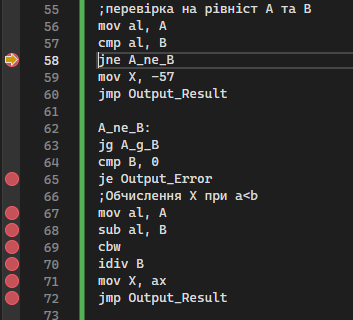 55 ;перевірка на рівніст A та B
56 mov al, A
57 cmp al, B
58 jne A_ne_B
59 mov X, -57
60 jmp Output_Result
61
62 A_ne_B:
63 jg A_g_B
64 cmp B, 0
65 je Output_Error
66 ;Обчислення X при a<b
67 mov al, A
68 sub al, B
69 cbw
70 idiv B
71 mov X, ax
72 jmp Output_Result
73